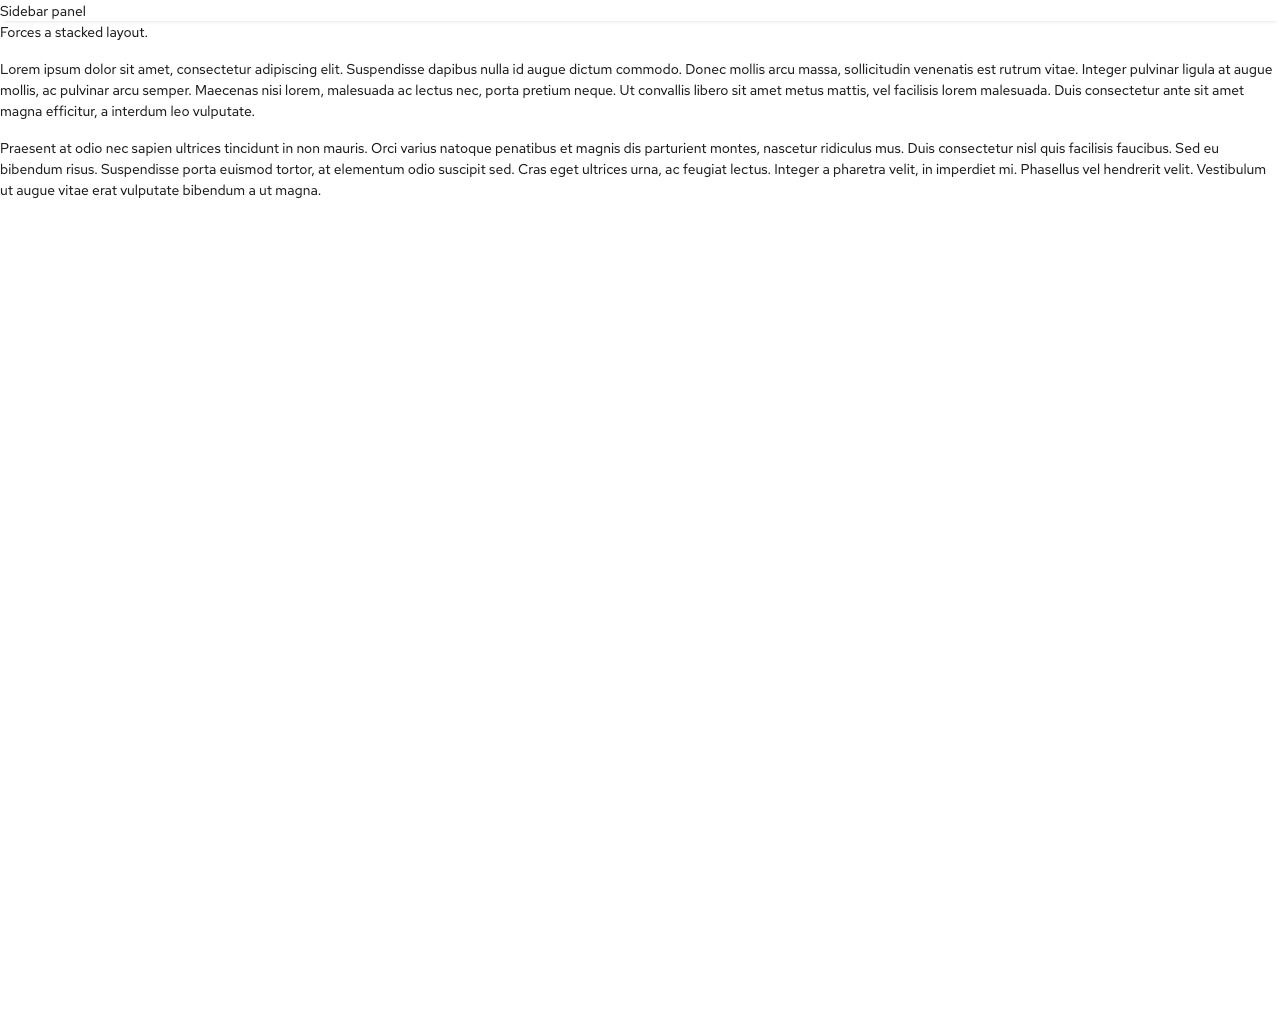 Sidebar panel
Forces a stacked layout.
Lorem ipsum dolor sit amet, consectetur adipiscing elit. Suspendisse dapibus nulla id augue dictum commodo. Donec mollis arcu massa, sollicitudin venenatis est rutrum vitae. Integer pulvinar ligula at augue
mollis, ac pulvinar arcu semper. Maecenas nisi lorem, malesuada ac lectus nec, porta pretium neque. Ut convallis libero sit amet metus mattis, vel facilisis lorem malesuada. Duis consectetur ante sit amet
magna efficitur, a interdum leo vulputate.
Praesent at odio nec sapien ultrices tincidunt in non mauris. Orci varius natoque penatibus et magnis dis parturient montes, nascetur ridiculus mus. Duis consectetur nisl quis facilisis faucibus. Sed eu
bibendum risus. Suspendisse porta euismod tortor, at elementum odio suscipit sed. Cras eget ultrices urna, ac feugiat lectus. Integer a pharetra velit, in imperdiet mi. Phasellus vel hendrerit velit. Vestibulum
ut augue vitae erat vulputate bibendum a ut magna.